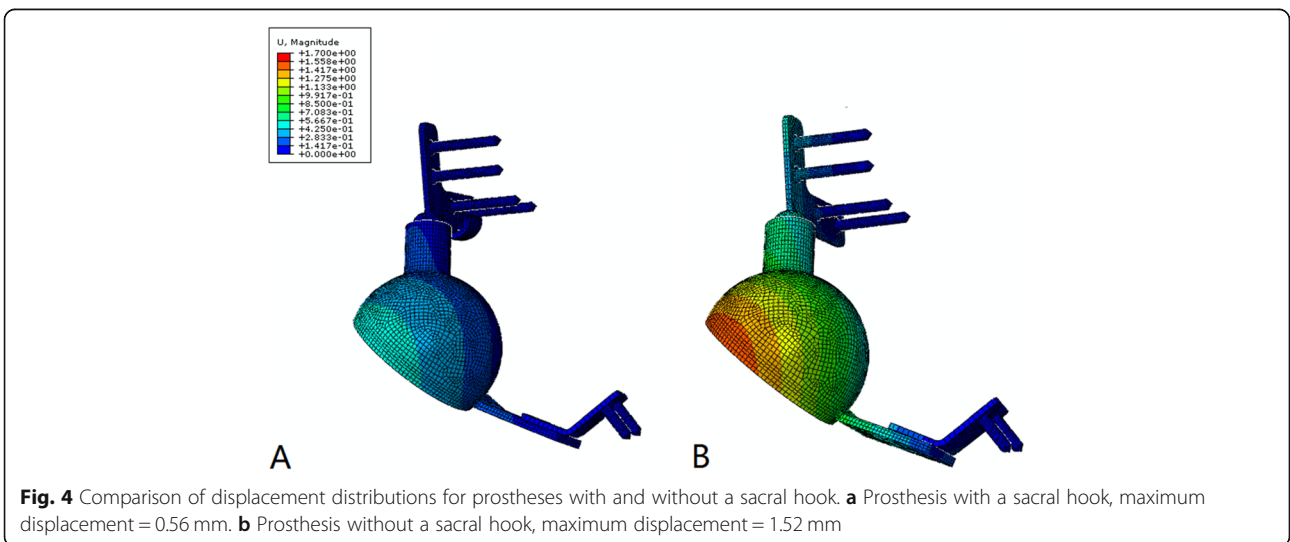 U, Magnitude
+1.700e+00
+1.558e+00
+1.417e+00
+1.275e+00
+1.133e+00
+9.917e-01
+8.500e-01
+7.083e-01
+5.667e-01
+4.250e-01
+2.833e-01
+1.417e-01
+0.000e+00
A
B
Fig. 4 Comparison of displacement distributions for prostheses with and without a sacral hook. a Prosthesis with a sacral hook, maximum
displacement = 0.56 mm. b Prosthesis without a sacral hook, maximum displacement = 1.52 mm